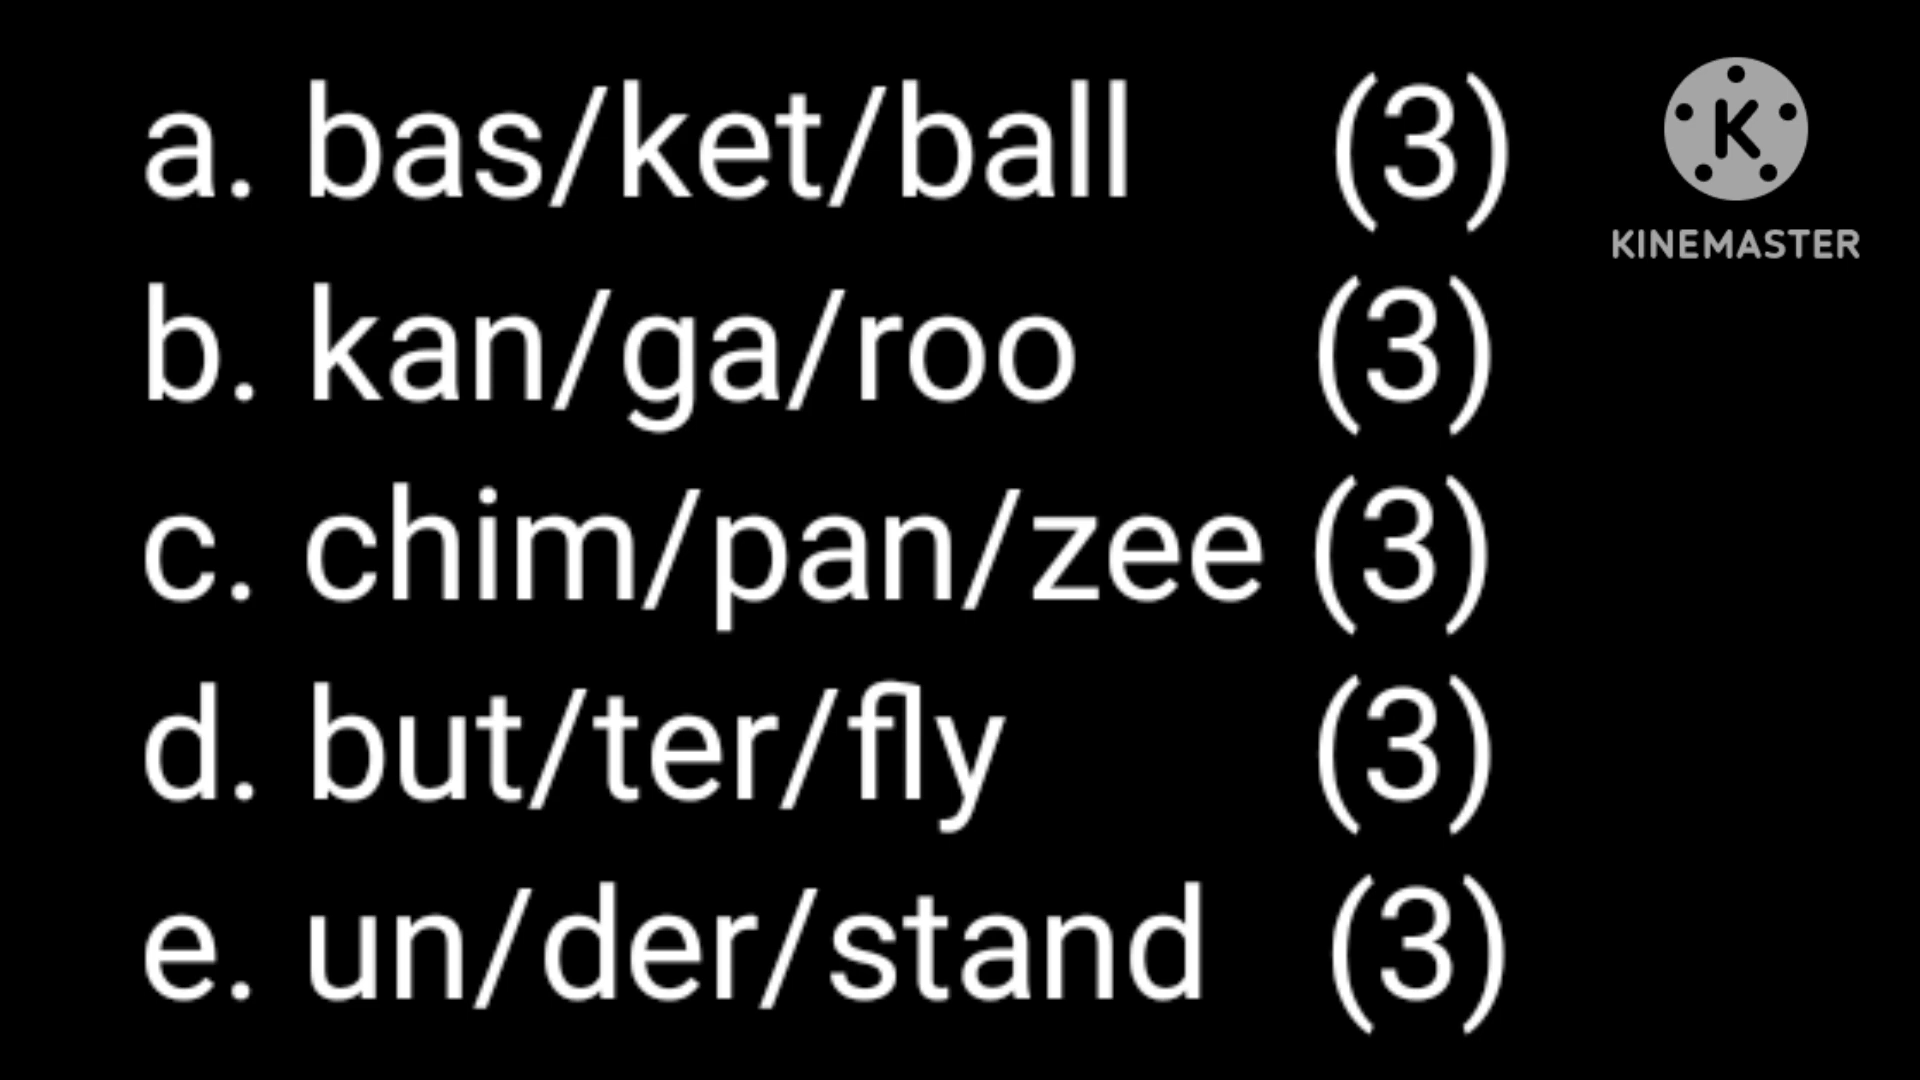 a. bas/ket/ball (3)
K
KINEMASTER
b. kan/ga/roo (3)
c. chim/pan/zee (3)
d. but/ter/fly (3)
e. un/der/stand (3)